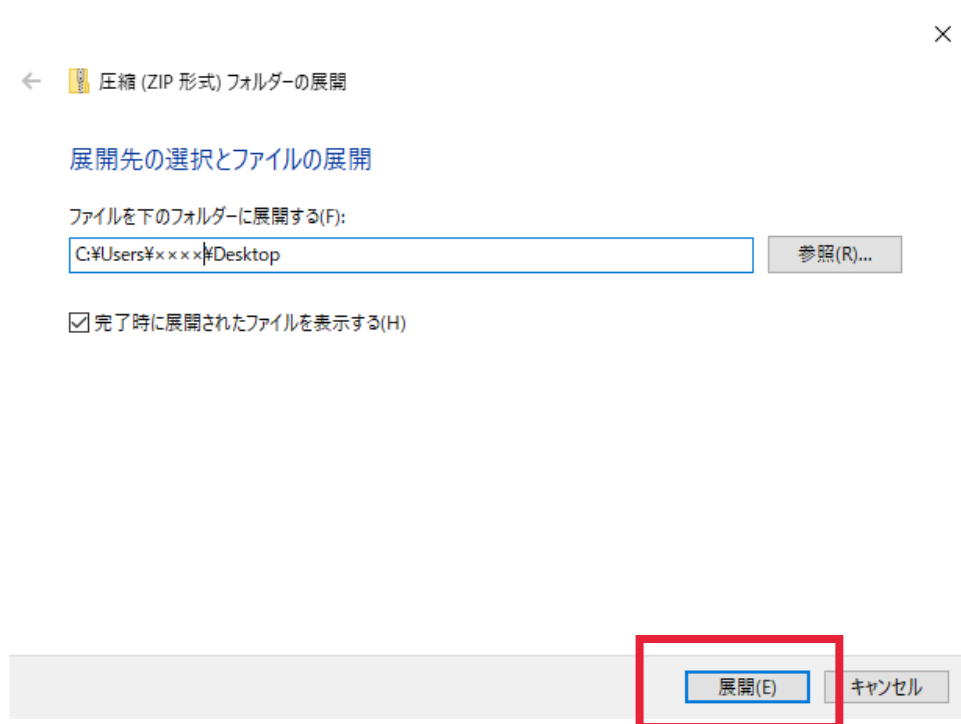 圧縮 (ZIP 形式) フォルダーの展開
展開先の選択とファイルの展開
ファイルを下のフォルダーに展開する(F):
C:¥Users¥××××¥Desktop
参照(R)...
完了時に展開されたファイルを表示する(H)
展開(E)
キャンセル